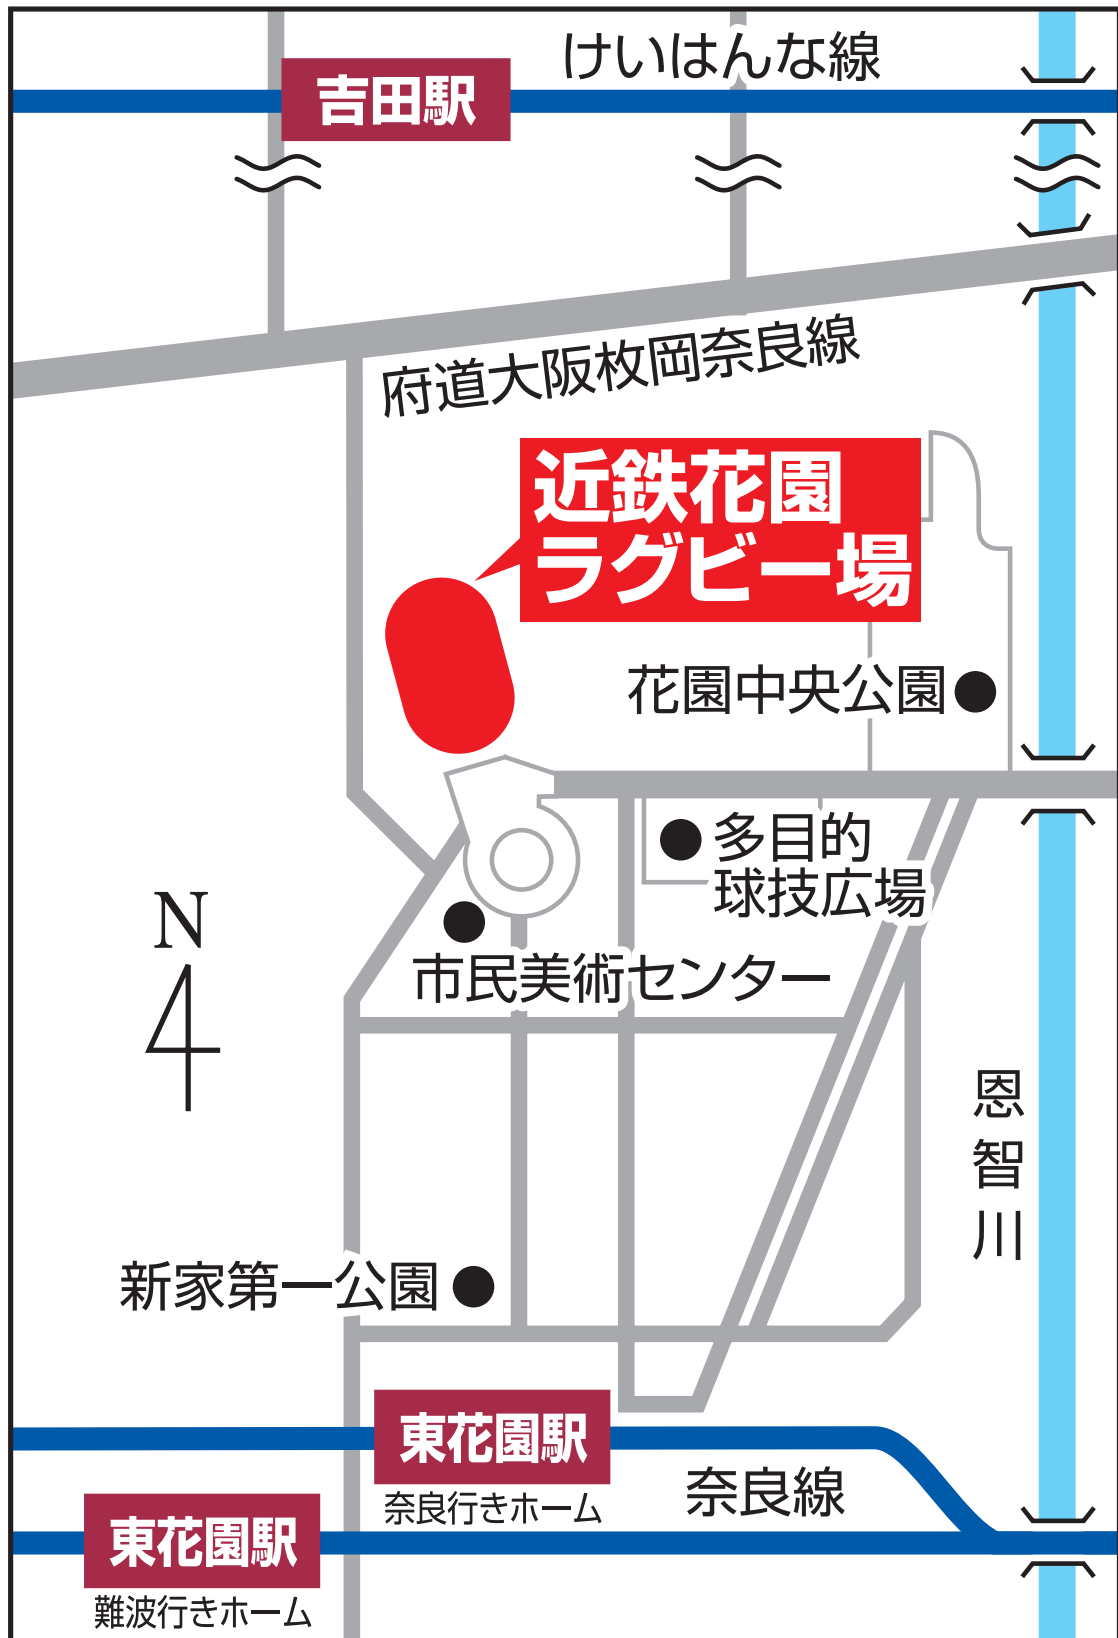 けいはんな線
吉田駅
府道大阪枚岡奈良線
近鉄花園
ラグビー場
花園中央公園
多目的
球技広場
市民美術センター
N
恩智川
新家第一公園
東花園駅
奈良行きホーム
奈良線
東花園駅
難波行きホーム